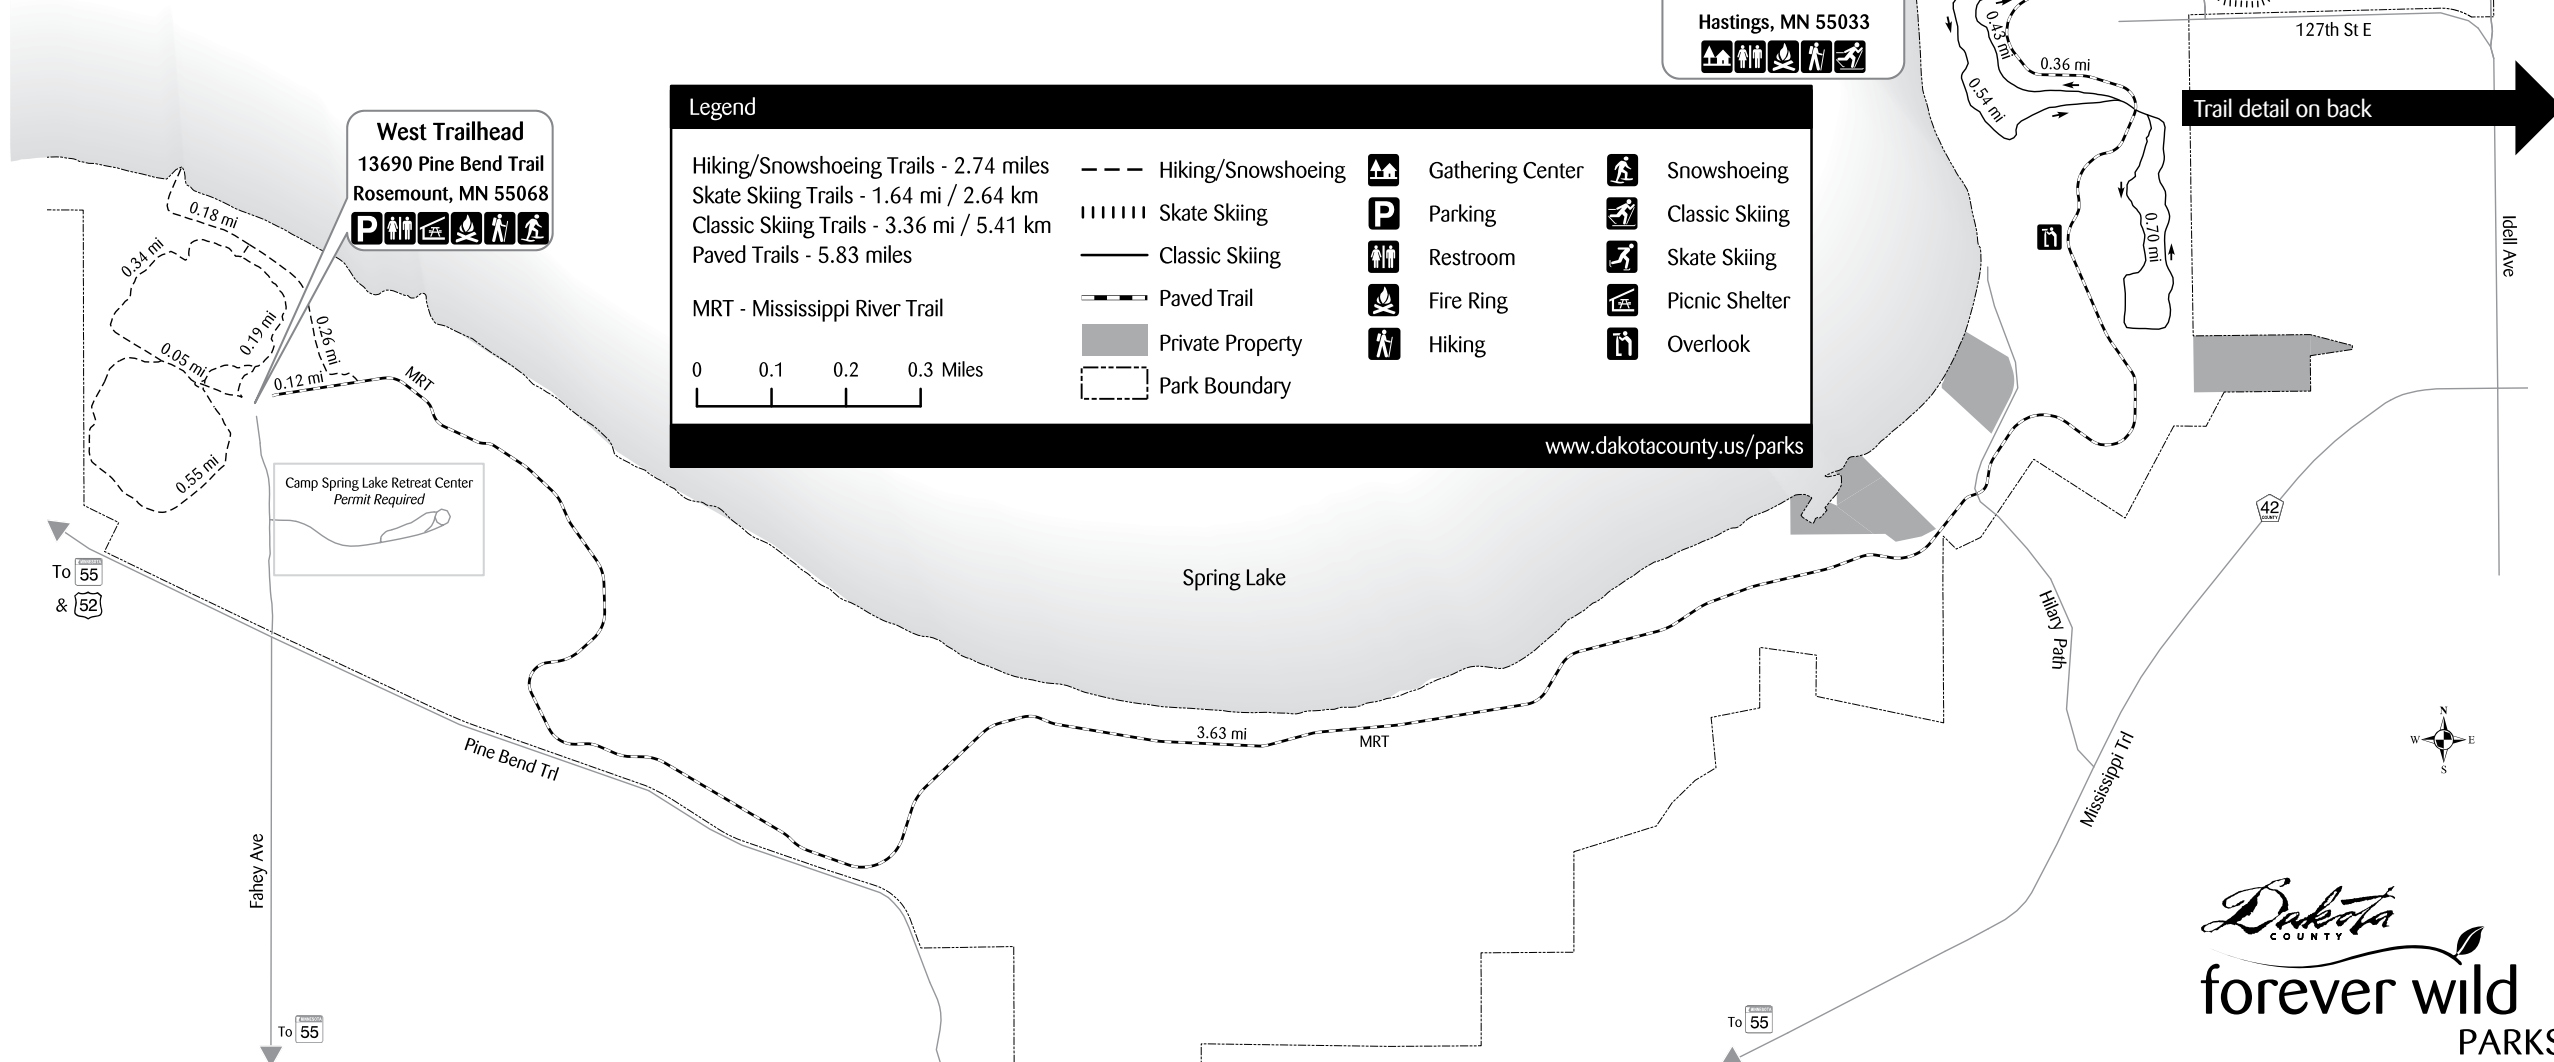 Hastings, MN 55033
127th St E
0.43 mi
0.36 mi
0.54 mi
Trail detail on back
Legend
West Trailhead
13690 Pine Bend Trail
Rosemount, MN 55068
P
Hiking/Snowshoeing Trails - 2.74 miles
Skate Skiing Trails - 1.64 mi / 2.64 km
Classic Skiing Trails - 3.36 mi / 5.41 km
Paved Trails - 5.83 miles
MRT - Mississippi River Trail
0 0.1 0.2 0.3 Miles
Hiking/Snowshoeing
Skate Skiing
Classic Skiing
Paved Trail
Private Property
Park Boundary
Gathering Center
P Parking
Restroom
Fire Ring
Hiking
Snowshoeing
Classic Skiing
Skate Skiing
Picnic Shelter
Overlook
www.dakotacounty.us/parks
0.70 mi
Idell Ave
0.18 mi
0.34 mi
0.19 mi
0.26 mi
0.05 mi
0.12 mi
MRT
0.55 mi
Camp Spring Lake Retreat Center
Permit Required
To 55
& 52
Spring Lake
42
COUNTY
Hilary Path
3.63 mi
MRT
Pine Bend Trl
Mississippi Trl
N
W E
S
Fahey Ave
To 55
To 55
Dakota
COUNTY
forever wild
PARKS